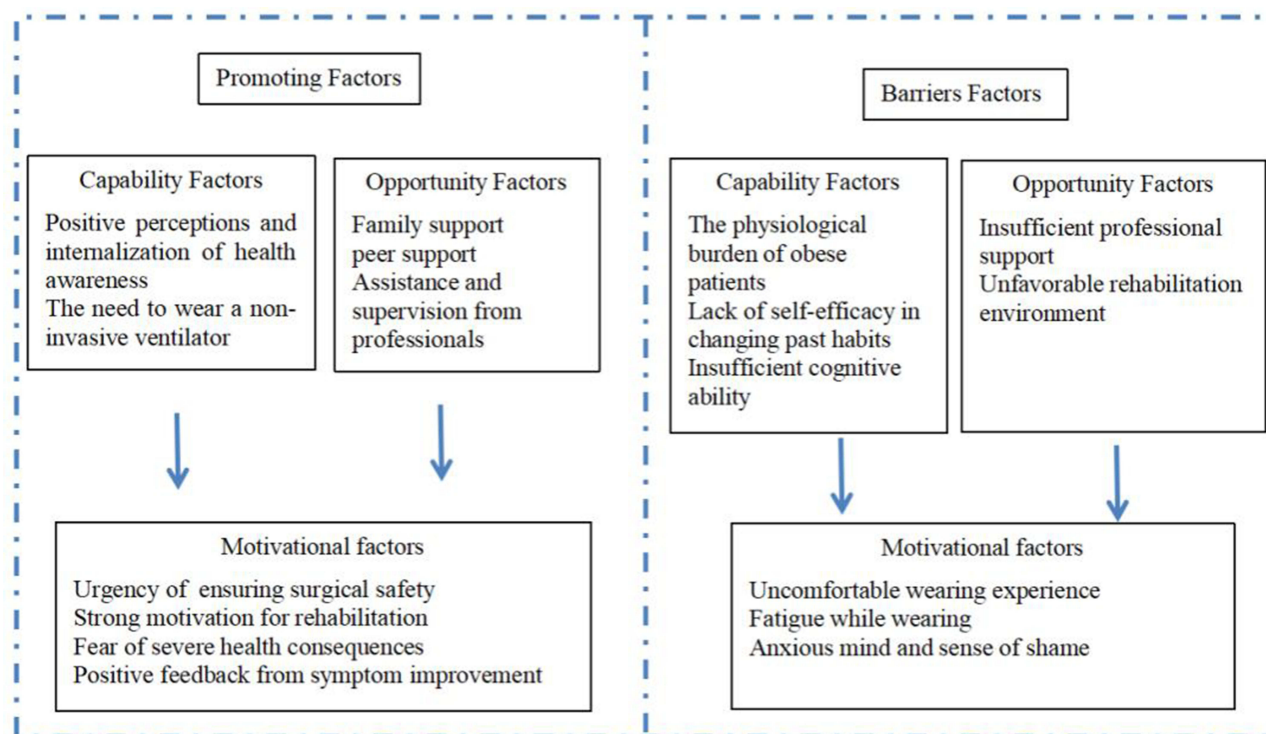 Promoting Factors
Capability Factors
Positive perceptions and
internalization of health
awareness
The need to wear a non-
invasive ventilator
Opportunity Factors
Family support
peer support
Assistance and
supervision from
professionals
Motivational factors
Urgency of ensuring surgical safety
Strong motivation for rehabilitation
Fear of severe health consequences
Positive feedback from symptom improvement
Barriers Factors
Capability Factors
The physiological
burden of obese
patients
Lack of self-efficacy in
changing past habits
Insufficient cognitive
ability
Opportunity Factors
Insufficient professional
support
Unfavorable rehabilitation
environment
Motivational factors
Uncomfortable wearing experience
Fatigue while wearing
Anxious mind and sense of shame